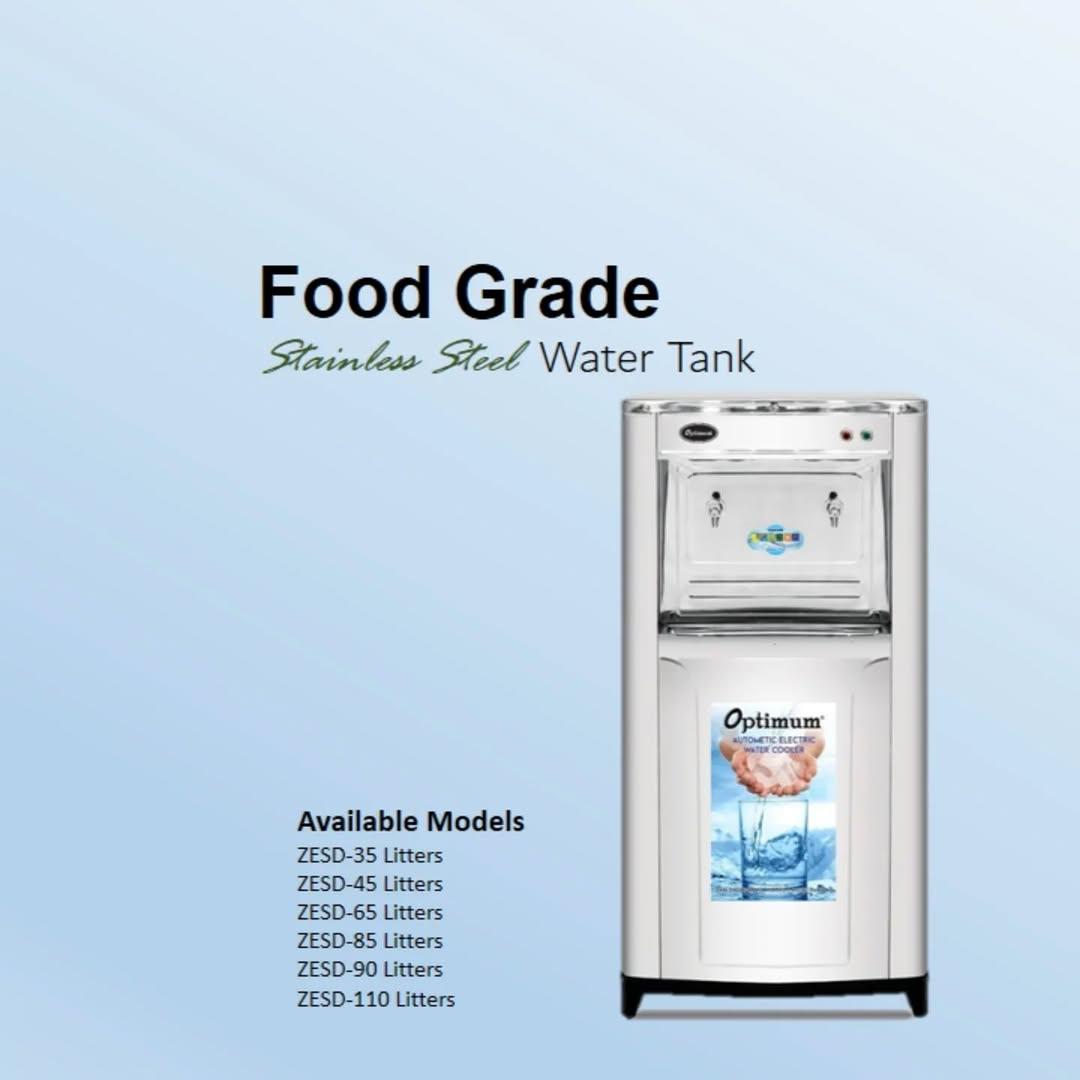 Food Grade
Stainless Steel Water Tank
Optimum
Optimum®
AUTOMETIC ELECTRIC
WATER COOLER
Available Models
ZESD-35 Litters
ZESD-45 Litters
ZESD-65 Litters
ZESD-85 Litters
ZESD-90 Litters
ZESD-110 Litters